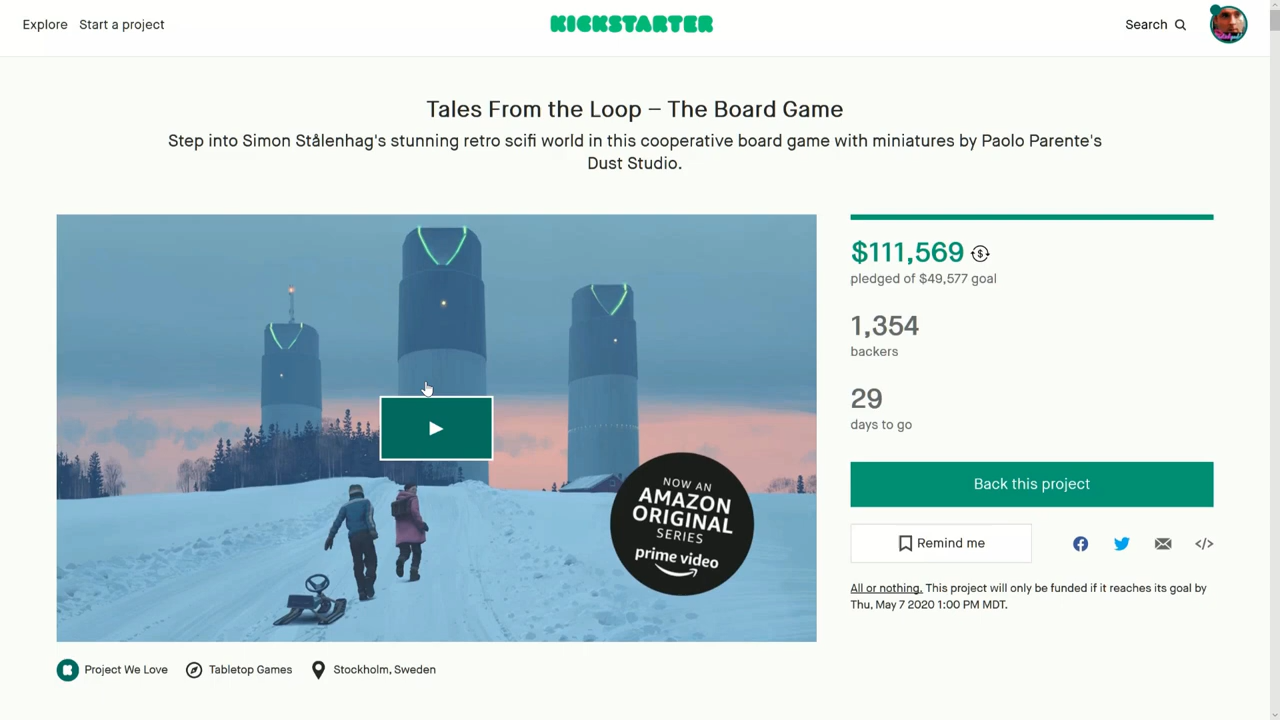 Explore Start a project
KICKSTARTER
Search
Tales From the Loop – The Board Game
Step into Simon Stålenhag's stunning retro scifi world in this cooperative board game with miniatures by Paolo Parente's
Dust Studio.
NOW AN
AMAZON
ORIGINAL
SERIES
prime video
$111,569
pledged of $49,577 goal
1,354
backers
29
days to go
Back this project
Remind me
All or nothing. This project will only be funded if it reaches its goal by
Thu, May 7 2020 1:00 PM MDT.
Project We Love Tabletop Games Stockholm, Sweden